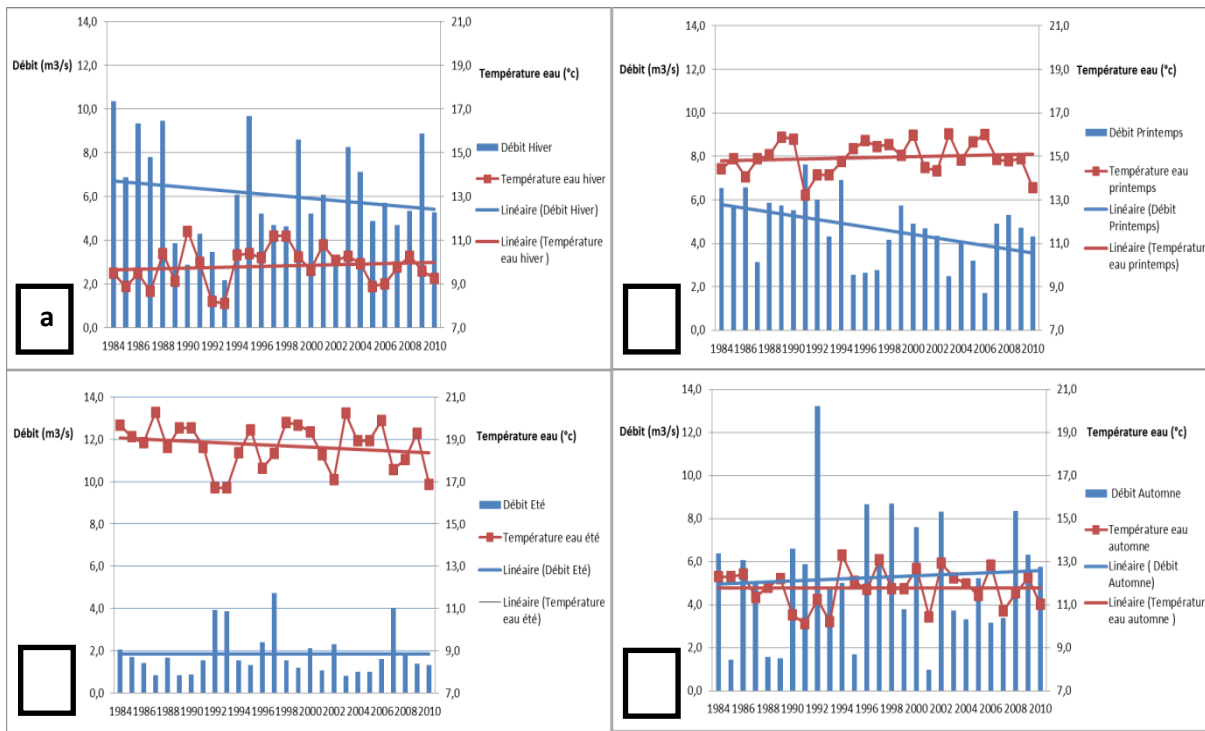 14,0
12,0
10,0
8,0
6,0
4,0
2,0
0,0
Débit (m3/s)
21,0
19,0
17,0
15,0
13,0
11,0
9,0
7,0
Température eau (°c)
Débit Hiver
Température eau hiver
Linéaire (Débit Hiver)
Linéaire (Température
eau hiver )
a
1984 1986 1988 1990 1992 1994 1996 1998 2000 2002 2004 2006 2008 2010
14,0
12,0
10,0
8,0
6,0
4,0
2,0
0,0
Débit (m3/s)
21,0
19,0
17,0
15,0
13,0
11,0
9,0
7,0
Température eau (°c)
Débit Printemps
Température eau
printemps
Linéaire (Débit
Printemps)
Linéaire (Températur
eau printemps)
1984 1986 1988 1990 1992 1994 1996 1998 2000 2002 2004 2006 2008 2010
14,0
12,0
10,0
8,0
6,0
4,0
2,0
0,0
Débit (m3/s)
21,0
19,0
17,0
15,0
13,0
11,0
9,0
7,0
Température eau (°c)
Débit Eté
Température eau été
Linéaire (Débit Eté)
Linéaire (Température
eau été)
1984 1986 1988 1990 1992 1994 1996 1998 2000 2002 2004 2006 2008 2010
14,0
12,0
10,0
8,0
6,0
4,0
2,0
0,0
Débit (m3/s)
21,0
19,0
17,0
15,0
13,0
11,0
9,0
7,0
Température eau (°c)
Débit Automne
Température eau
automne
Linéaire ( Débit
Automne)
Linéaire (Températur
eau automne )
1984 1986 1988 1990 1992 1994 1996 1998 2000 2002 2004 2006 2008 2010